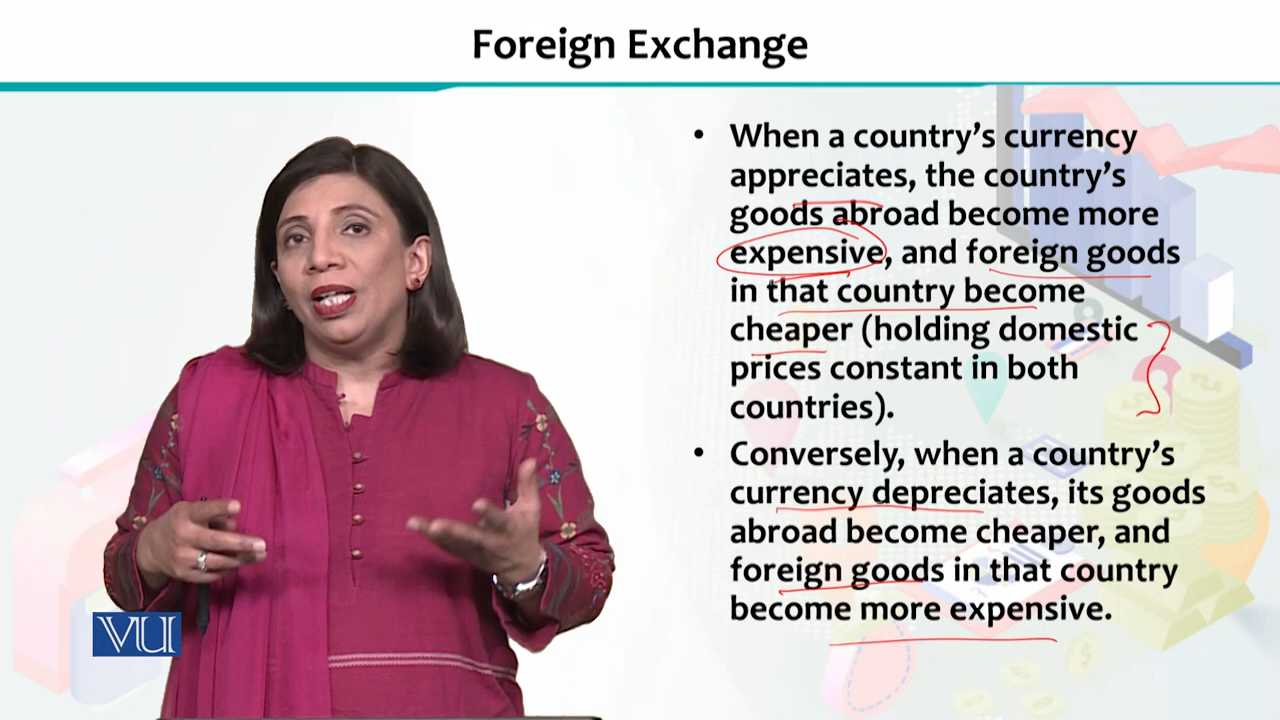 Foreign Exchange
• When a country's currency
appreciates, the country's
goods abroad become more
expensive, and foreign goods
in that country become
cheaper (holding domestic
prices constant in both
countries).
• Conversely, when a country's
currency depreciates, its goods
abroad become cheaper, and
foreign goods in that country
become more expensive.
VU